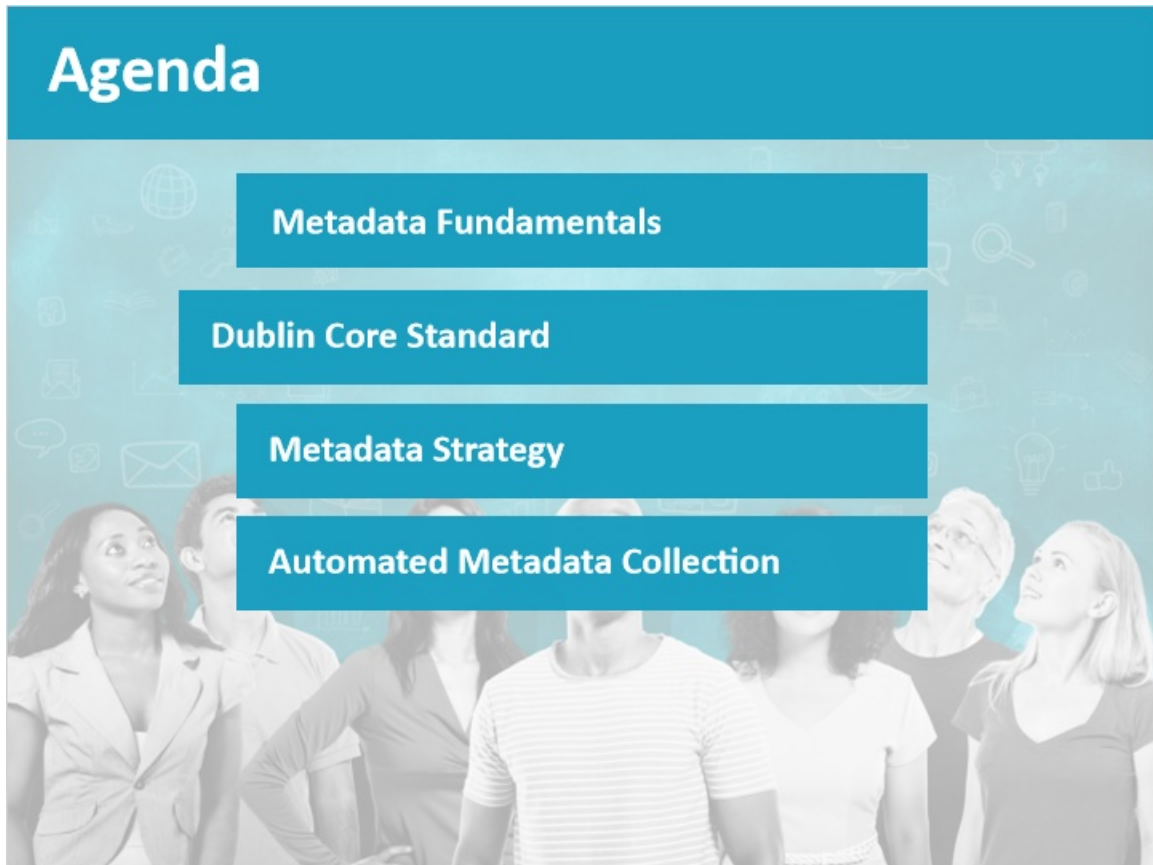 Agenda
Metadata Fundamentals
Dublin Core Standard
Metadata Strategy
Automated Metadata Collection